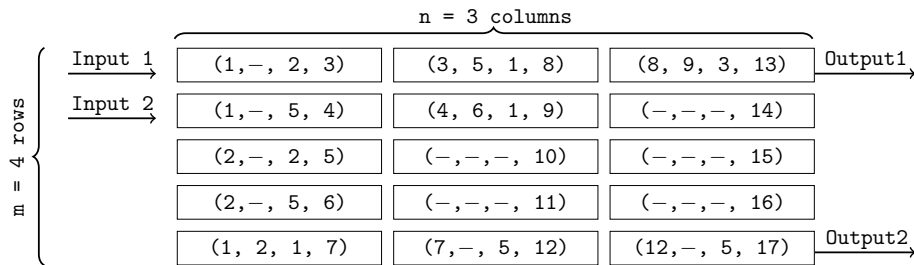 n = 3 columns
Input 1 (1,−, 2, 3) (3, 5, 1, 8) (8, 9, 3, 13) Output1
Input 2 (1,−, 5, 4) (4, 6, 1, 9) (−,−,−, 14)
(2,−, 2, 5) (−,−,−, 10) (−,−,−, 15)
(2,−, 5, 6) (−,−,−, 11) (−,−,−, 16)
(1, 2, 1, 7) (7,−, 5, 12) (12,−, 5, 17) Output2
m = 4 rows